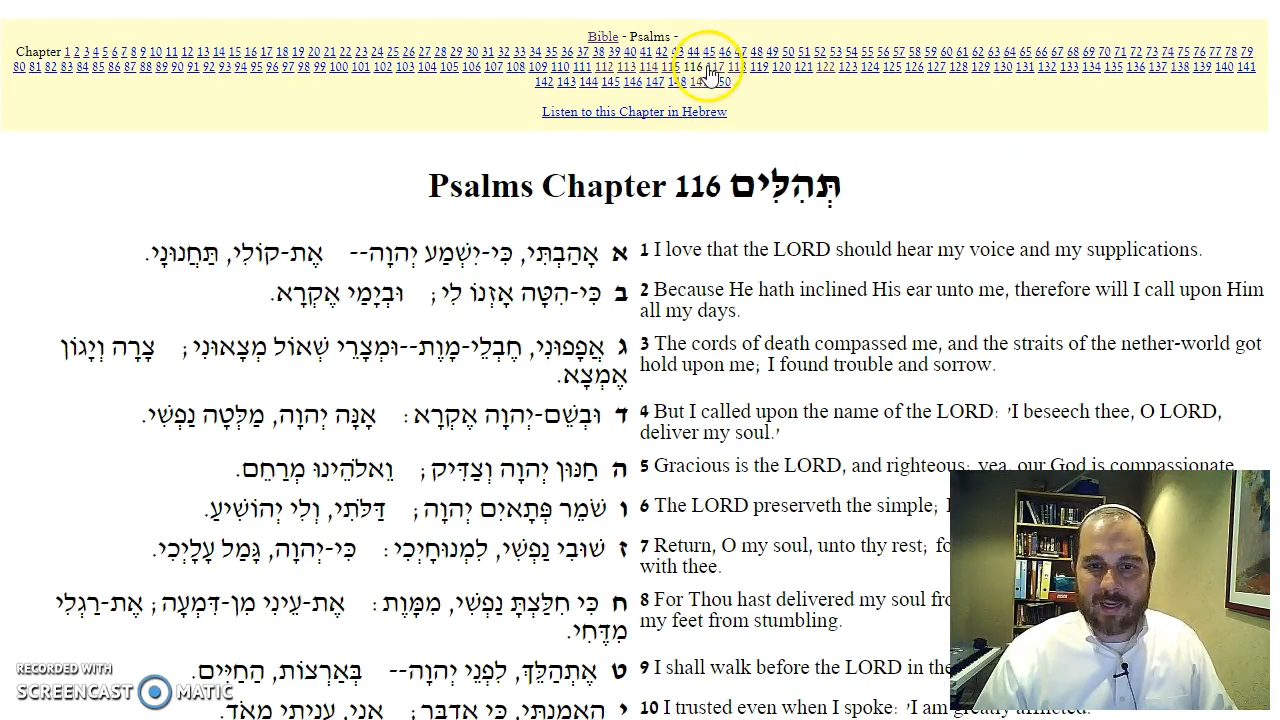 Bible - Psalms -
Chapter 1 2 3 4 5 6 7 8 9 10 11 12 13 14 15 16 17 18 19 20 21 22 23 24 25 26 27 28 29 30 31 32 33 34 35 36 37 38 39 40 41 42 43 44 45 46 47 48 49 50 51 52 53 54 55 56 57 58 59 60 61 62 63 64 65 66 67 68 69 70 71 72 73 74 75 76 77 78 79
80 81 82 83 84 85 86 87 88 89 90 91 92 93 94 95 96 97 98 99 100 101 102 103 104 105 106 107 108 109 110 111 112 113 114 115 116 117 118 119 120 121 122 123 124 125 126 127 128 129 130 131 132 133 134 135 136 137 138 139 140 141
142 143 144 145 146 147 148 149 150
Listen to this Chapter in Hebrew
Psalms Chapter 116 תְּהִלִּים
א אָהַבְתִּי, כִּי-יִשְׁמַע יְהוָה-- אֶת-קוֹלִי, תַּחֲנוּנָי.
1 I love that the LORD should hear my voice and my supplications.
ב כִּי-הִטָּה אָזְנוֹ לִי; וּבְיָמַי אֶקְרָא.
2 Because He hath inclined His ear unto me, therefore will I call upon Him
all my days.
ג אֲפָפוּנִי, חֶבְלֵי-מָוֶת--וּמְצָרֵי שְׁאוֹל מְצָאוּנִי; צָרָה וְיָגוֹן
אֶמְצָא.
3 The cords of death compassed me, and the straits of the nether-world got
hold upon me; I found trouble and sorrow.
ד וּבְשֵׁם-יְהוָה אֶקְרָא: אָנָּה יְהוָה, מַלְּטָה נַפְשִׁי.
4 But I called upon the name of the LORD: 'I beseech thee, O LORD,
deliver my soul.'
ה חַנּוּן יְהוָה וְצַדִּיק; וֵאלֹהֵינוּ מְרַחֵם.
5 Gracious is the LORD, and righteous; yea, our God is compassionate
ו שֹׁמֵר פְּתָאיִם יְהוָה; דַּלֹּתִי, וְלִי יְהוֹשִׁיעַ.
6 The LORD preserveth the simple;
ז שׁוּבִי נַפְשִׁי, לִמְנוּחָיְכִי: כִּי-יְהוָה, גָּמַל עָלָיְכִי.
7 Return, O my soul, unto thy rest;
with thee.
ח כִּי חִלַּצְתָּ נַפְשִׁי, מִמָּוֶת: אֶת-עֵינִי מִן-דִּמְעָה; אֶת-רַגְלִי
מִדֶּחִי.
8 For Thou hast delivered my soul
my feet from stumbling.
ט אֶתְהַלֵּךְ, לִפְנֵי יְהוָה-- בְּאַרְצוֹת, הַחַיִּים.
9 I shall walk before the LORD in
י הֶאֱמַנְתִּי, כִּי אֲדַבֵּר; אֲנִי, עָנִיתִי מְאֹד.
10 I trusted even when I spoke: 'I am greatly afflicted.'
RECORDED WITH
SCREENCAST MATIC